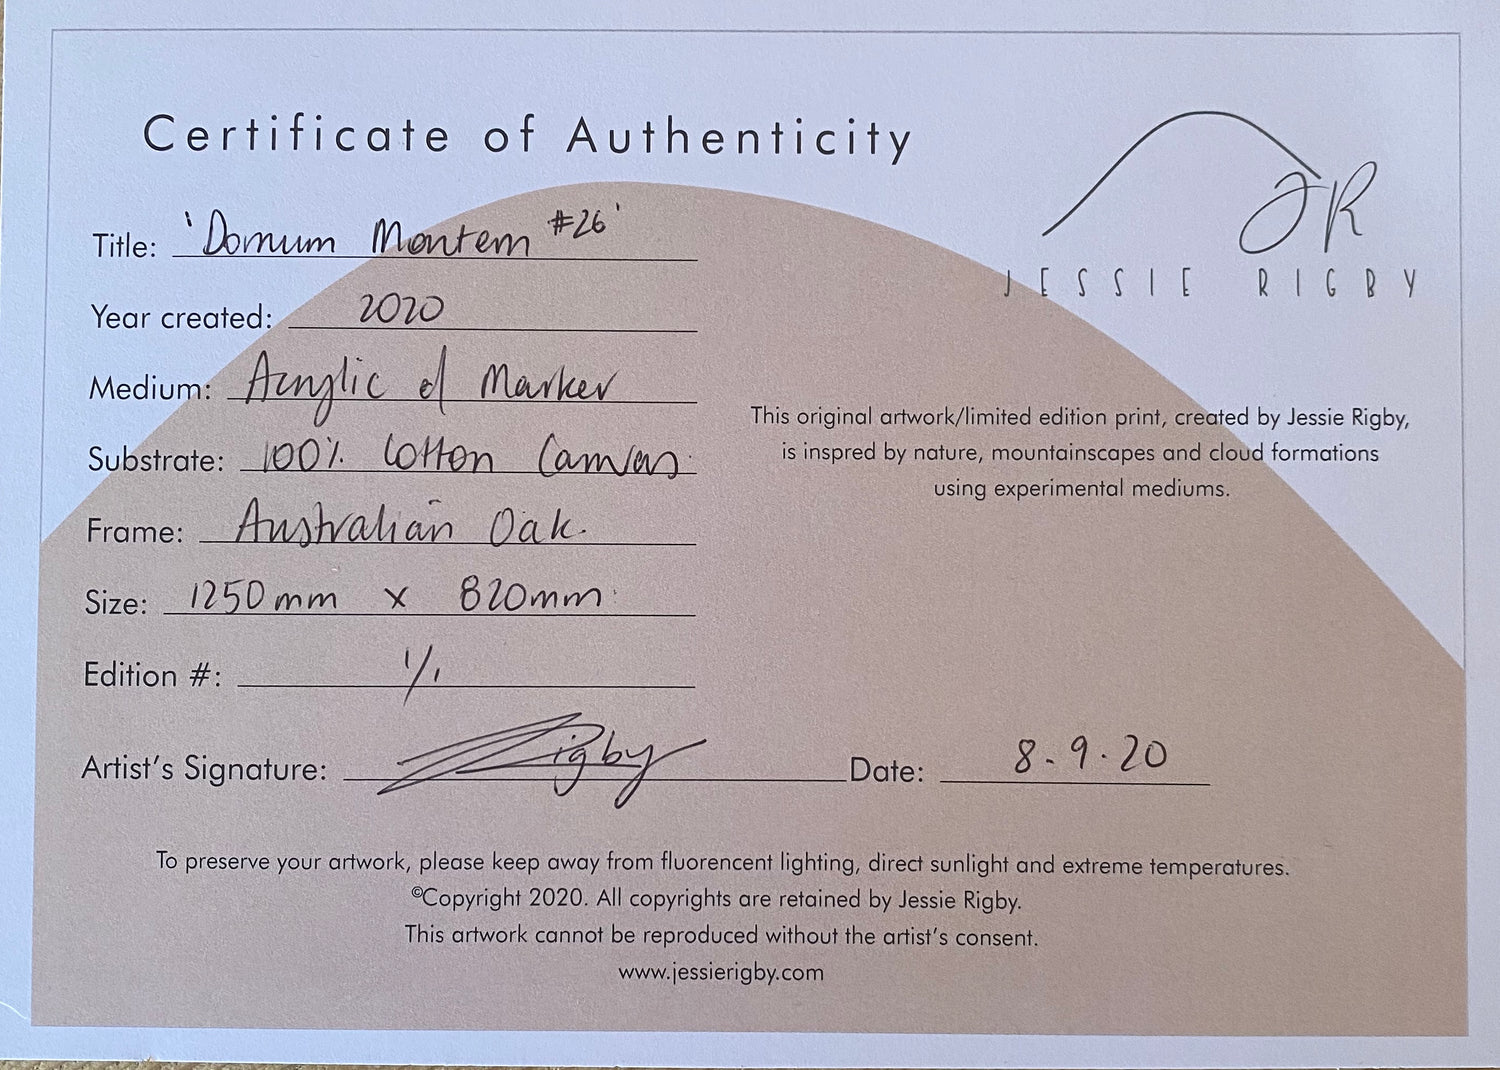 Certificate of Authenticity
JR
JESSIE RIGBY
Title: 'Domum Montem #26'
Year created: 2020
Medium: Acrylic & Marker
Substrate: 100% Cotton Canvas.
Frame: Australian Oak.
Size: 1250mm x 820mm
Edition #: 1/1
This original artwork/limited edition print, created by Jessie Rigby,
is inspred by nature, mountainscapes and cloud formations
using experimental mediums.
Artist's Signature: Rigby Date: 8-9-20
To preserve your artwork, please keep away from fluorencent lighting, direct sunlight and extreme temperatures.
©Copyright 2020. All copyrights are retained by Jessie Rigby.
This artwork cannot be reproduced without the artist's consent.
www.jessierigby.com